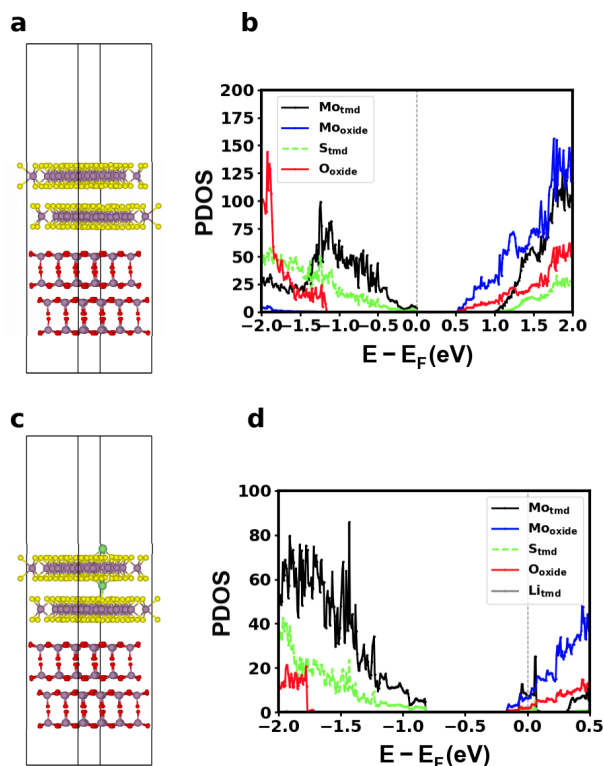 a
b
200
175
150
125
100
75
50
25
0
PDOS
Mo_tmd
Mo_oxide
S_tmd
O_oxide
−2.0 −1.5 −1.0 −0.5 0.0 0.5 1.0 1.5 2.0
E − E_F (eV)
c
d
100
80
60
40
20
0
PDOS
Mo_tmd
Mo_oxide
S_tmd
O_oxide
Li_tmd
−2.0 −1.5 −1.0 −0.5 0.0 0.5
E − E_F (eV)